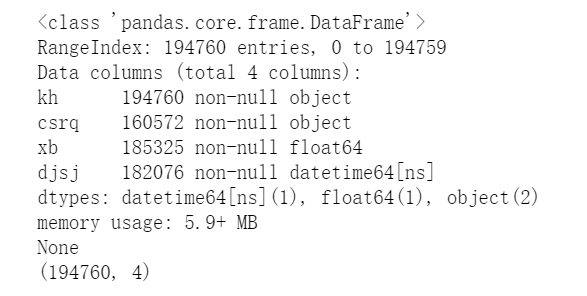 <class 'pandas.core.frame.DataFrame'>
RangeIndex: 194760 entries, 0 to 194759
Data columns (total 4 columns):
kh      194760 non-null object
csrq    160572 non-null object
xb      185325 non-null float64
djsj    182076 non-null datetime64[ns]
dtypes: datetime64[ns](1), float64(1), object(2)
memory usage: 5.9+ MB
None
(194760, 4)